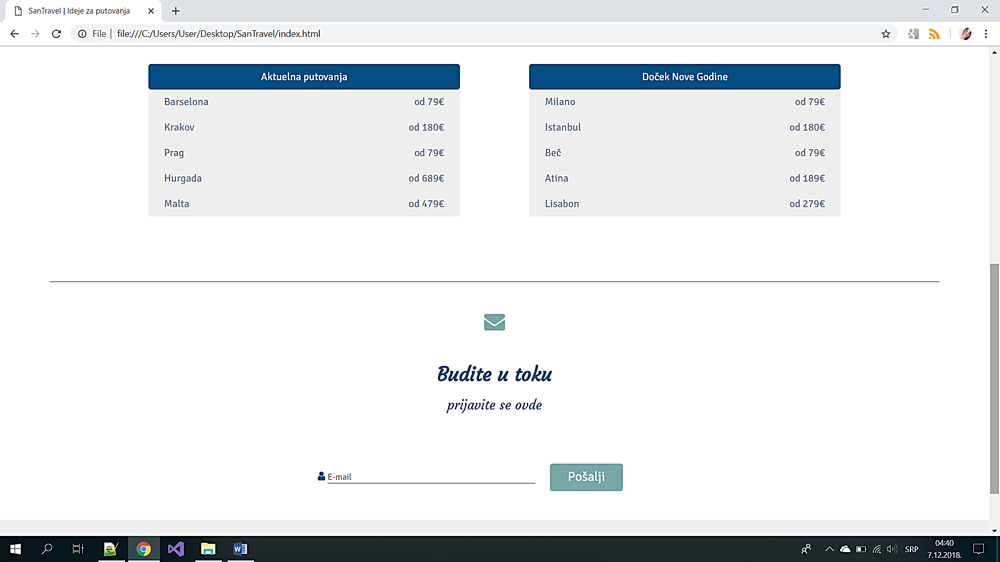 SanTravel | Ideje za putovanja
File | file:///C:/Users/User/Desktop/SanTravel/index.html
Aktuelna putovanja
Barselona od 79€
Krakov od 180€
Prag od 79€
Hurgada od 689€
Malta od 479€
Doček Nove Godine
Milano od 79€
Istanbul od 180€
Beč od 79€
Atina od 189€
Lisabon od 279€
Budite u toku
prijavite se ovde
E-mail
Pošalji
SRP
04:40
7.12.2018.